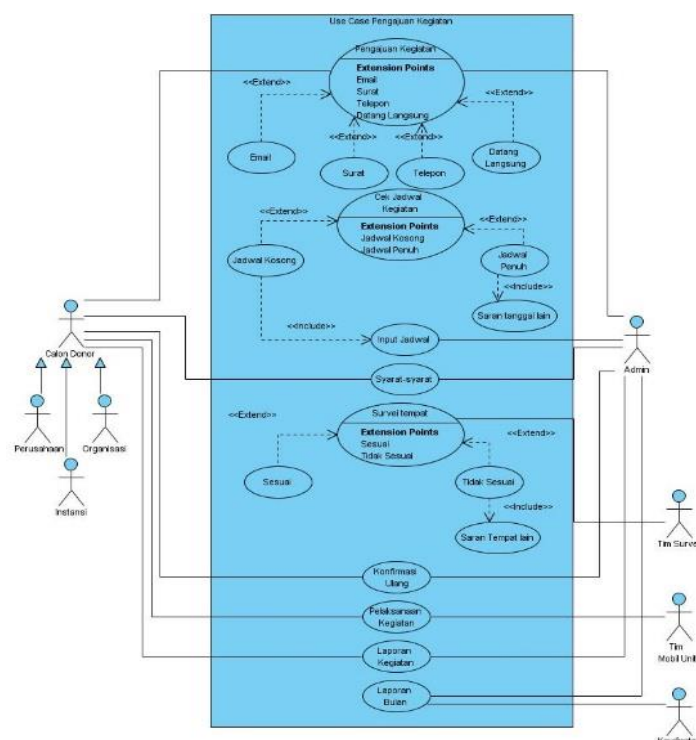 Use Case Pengajuan Kegiatan
Pengajuan Kegiatan
Extension Points
Email
Surat
Telepon
Datang Langsung
<<Extend>>
<<Extend>>
<<Extend>>
<<Extend>>
Email
Surat
Telepon
Datang
Langsung
Cek Jadwal
Kegiatan
Extension Points
Jadwal Kosong
Jadwal Penuh
<<Extend>>
<<Extend>>
Jadwal Kosong
Jadwal
Penuh
<<Include>>
Saran tanggal lain
<<Include>>
Input Jadwal
Calon Donor
Admin
Syarat-syarat
Perusahaan
Organisasi
Instansi
Survei tempat
Extension Points
Sesuai
Tidak Sesuai
<<Extend>>
<<Extend>>
Sesuai
Tidak Sesuai
<<Include>>
Saran Tempat lain
Tim Survei
Konfirmasi
Ulang
Pelaksanaan
Kegiatan
Tim
Mobil Unit
Laporan
Kegiatan
Laporan
Bulan